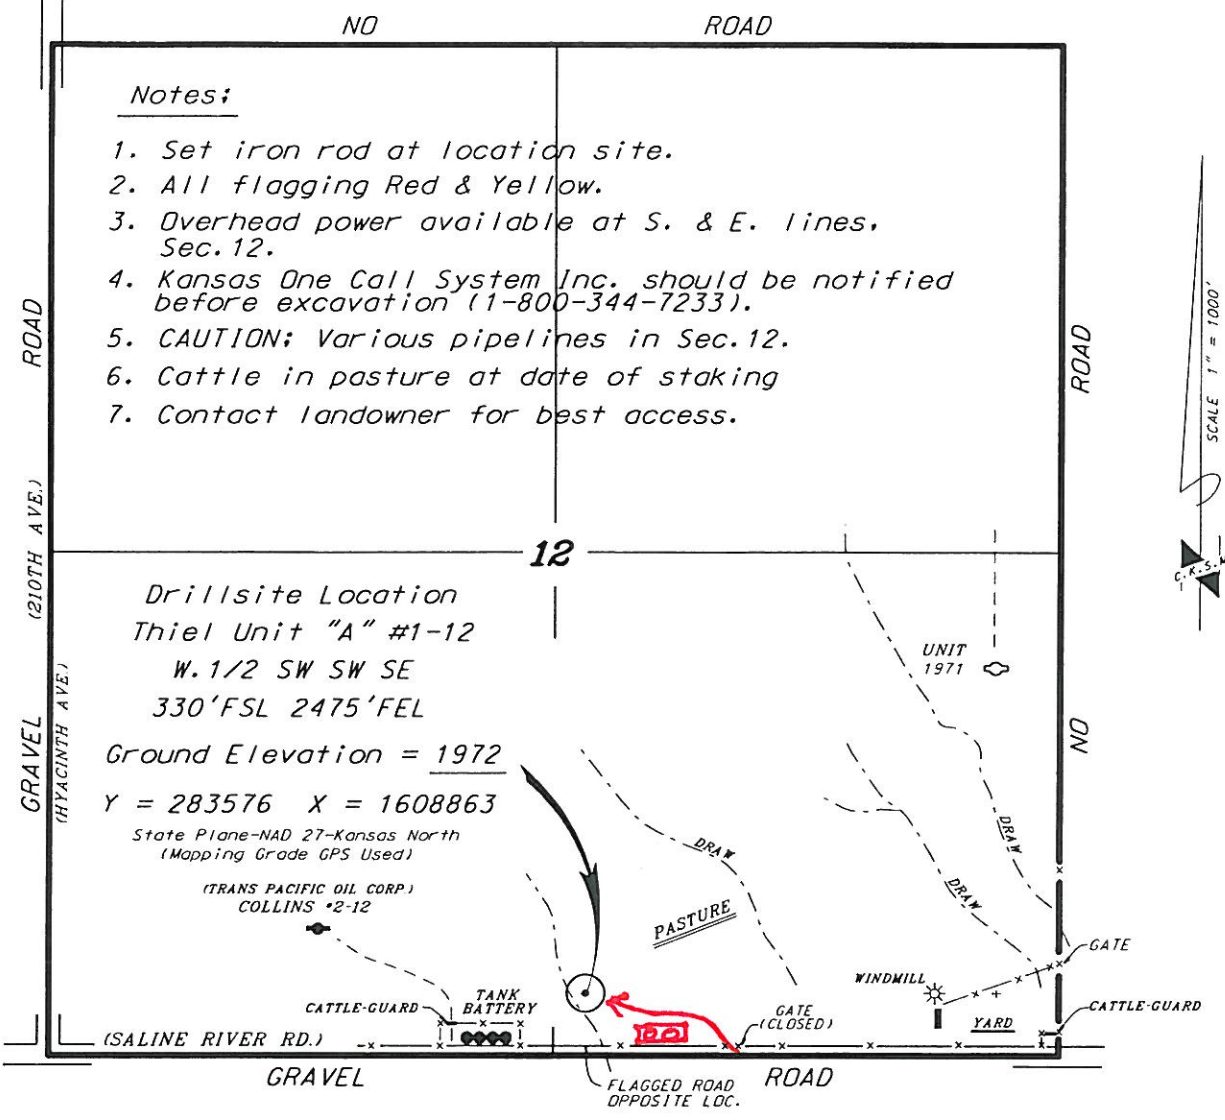 NO ROAD
Notes:
1. Set iron rod at location site.
2. All flagging Red & Yellow.
3. Overhead power available at S. & E. lines,
Sec. 12.
4. Kansas One Call System Inc. should be notified
before excavation (1-800-344-7233).
5. CAUTION: Various pipelines in Sec. 12.
6. Cattle in pasture at date of staking
7. Contact landowner for best access.
ROAD
(210TH AVE.)
GRAVEL
(HYACINTH AVE.)
ROAD
NO
SCALE 1" = 1000'
C.K.S.M
12
Drillsite Location
Thiel Unit "A" #1-12
W. 1/2 SW SW SE
330'FSL 2475'FEL
Ground Elevation = 1972
Y = 283576 X = 1608863
State Plane-NAD 27-Kansas North
(Mapping Grade GPS Used)
UNIT
1971
(TRANS PACIFIC OIL CORP.)
COLLINS #2-12
DRAW
DRAW
DRAW
PASTURE
GATE
WINDMILL
CATTLE-GUARD
TANK
BATTERY
GATE
(CLOSED)
YARD
CATTLE-GUARD
(SALINE RIVER RD.)
GRAVEL ROAD
FLAGGED ROAD
OPPOSITE LOC.